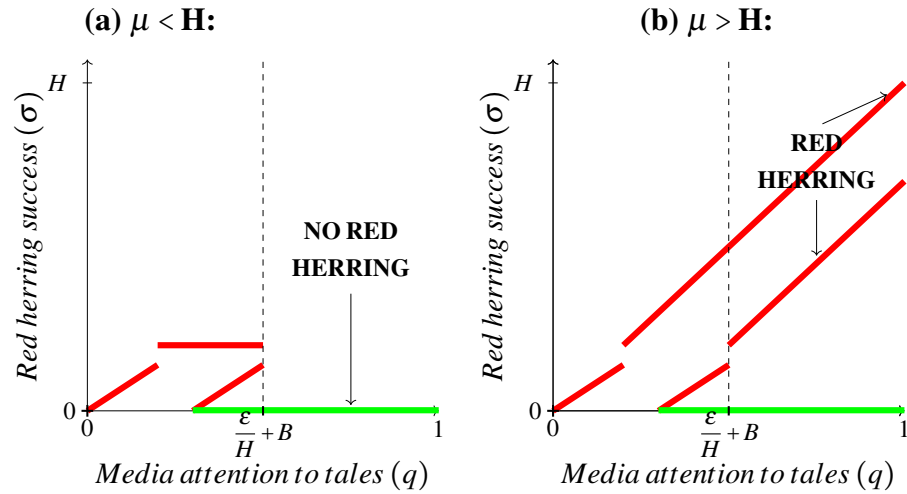 (a) μ < H:
Red herring success (σ)
H
0
NO RED
HERRING
0
ε/H + B
1
Media attention to tales (q)
(b) μ > H:
Red herring success (σ)
H
0
RED
HERRING
0
ε/H + B
1
Media attention to tales (q)